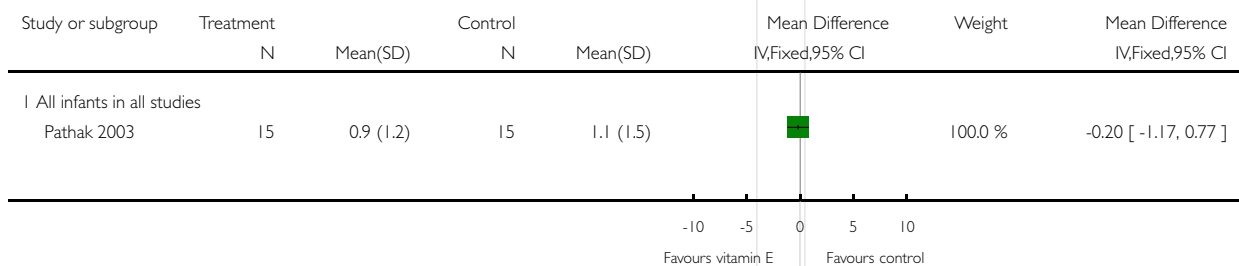 Study or subgroup Treatment Control Mean Difference Weight Mean Difference
N Mean(SD) N Mean(SD) IV,Fixed,95% CI IV,Fixed,95% CI
1 All infants in all studies
Pathak 2003 15 0.9 (1.2) 15 1.1 (1.5) 100.0 % -0.20 [ -1.17, 0.77 ]
-10 -5 0 5 10
Favours vitamin E Favours control